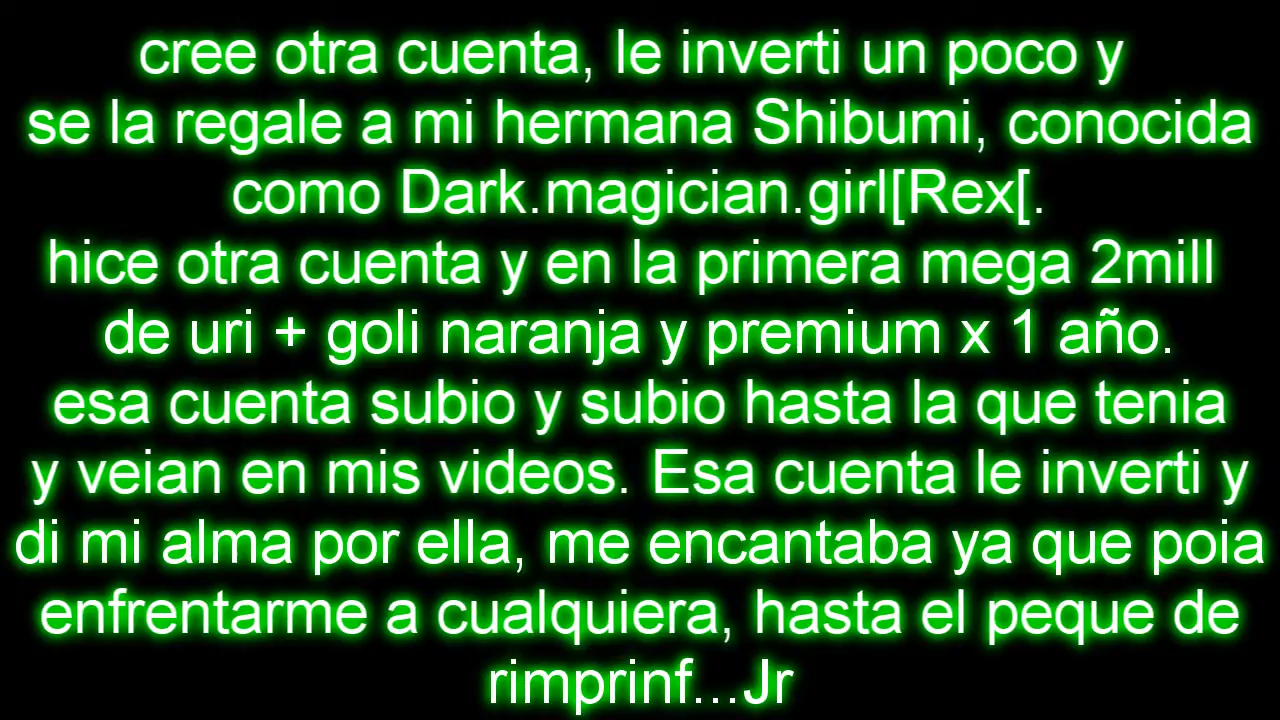 cree otra cuenta, le inverti un poco y
se la regale a mi hermana Shibumi, conocida
como Dark.magician.girl[Rex[.
hice otra cuenta y en la primera mega 2mill
de uri + goli naranja y premium x 1 año.
esa cuenta subio y subio hasta la que tenia
y veian en mis videos. Esa cuenta le inverti y
di mi alma por ella, me encantaba ya que poia
enfrentarme a cualquiera, hasta el peque de
rimprinf...Jr